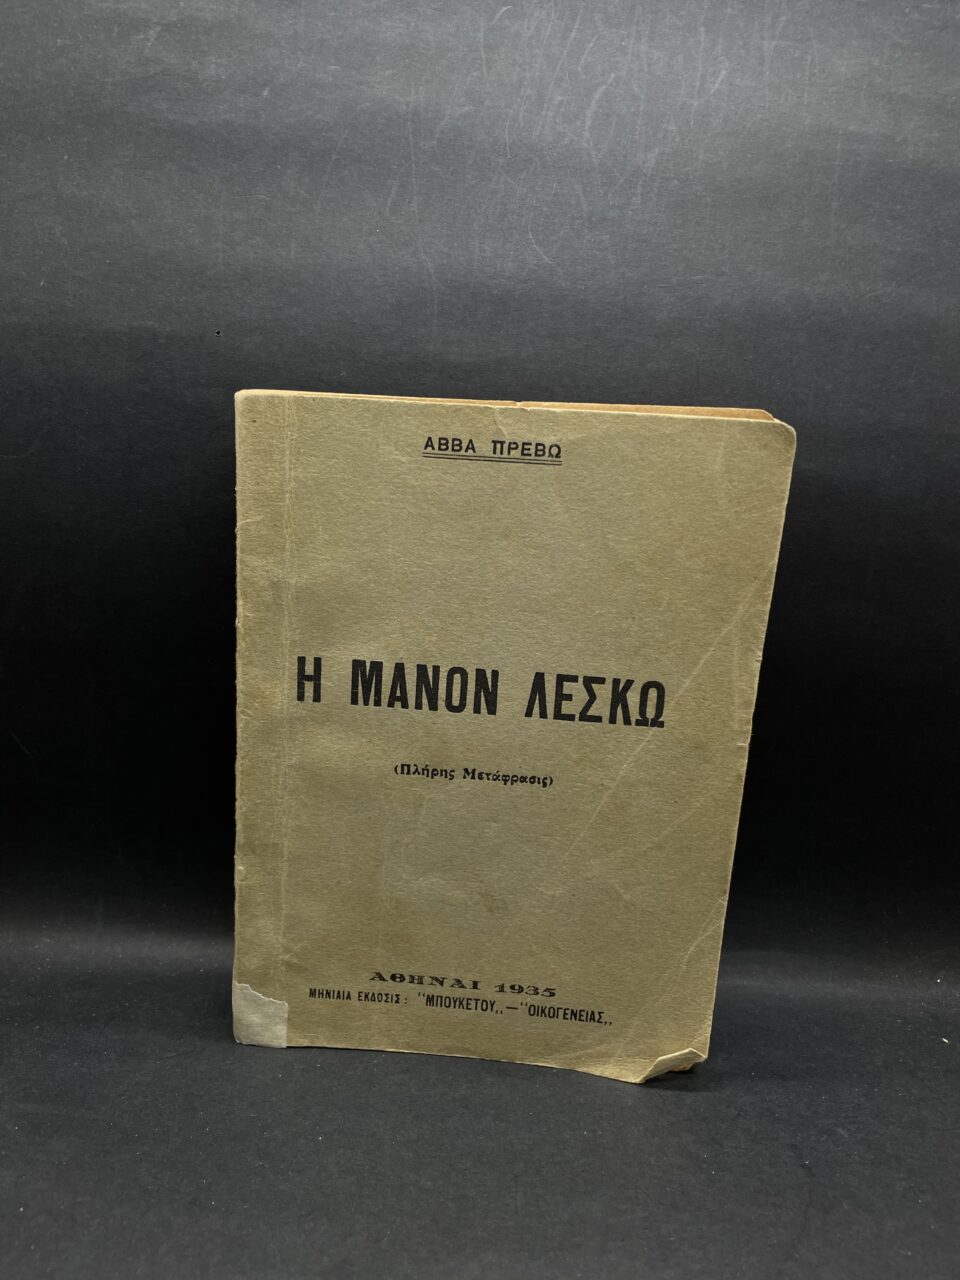 ΑΒΒΑ ΠΡΕΒΩ
Η ΜΑΝΟΝ ΛΕΣΚΩ
(Πλήρης Μετάφρασις)
ΑΘΗΝΑΙ 1935
ΜΗΝΙΑΙΑ ΕΚΔΟΣΙΣ: "ΜΠΟΥΚΕΤΟΥ,,—"ΟΙΚΟΓΕΝΕΙΑΣ,,